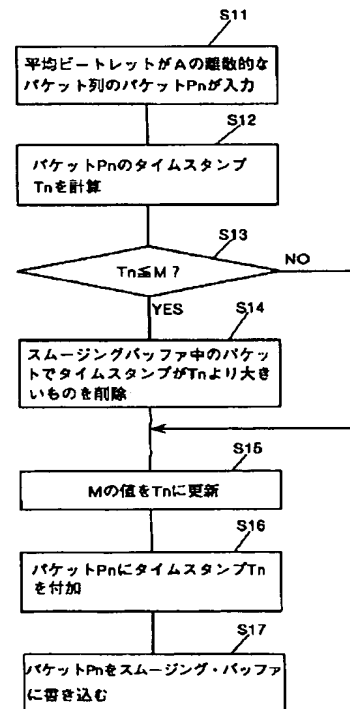 S11
平均ビートレットがAの離散的な
パケット列のパケットPnが入力
S12
パケットPnのタイムスタンプ
Tnを計算
S13
Tn≦M?
NO
YES
S14
スムージングバッファ中のパケット
でタイムスタンプがTnより大き
いものを削除
S15
Mの値をTnに更新
S16
パケットPnにタイムスタンプTn
を付加
S17
パケットPnをスムージング・バッファ
に書き込む